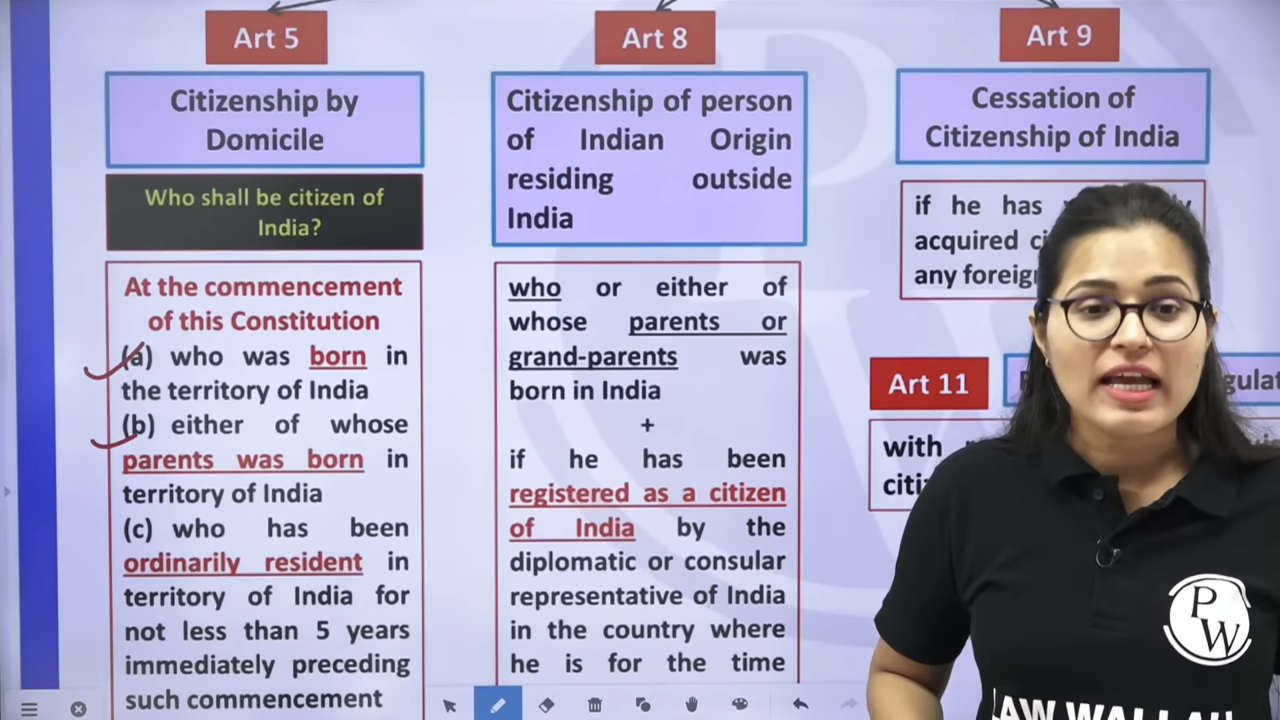 Art 5
Citizenship by
Domicile
Who shall be citizen of
India?
At the commencement
of this Constitution
(a) who was born in
the territory of India
(b) either of whose
parents was born in
territory of India
(c) who has been
ordinarily resident in
territory of India for
not less than 5 years
immediately preceding
such commencement
Art 8
Citizenship of person
of Indian Origin
residing outside
India
who or either of
whose parents or
grand-parents was
born in India
+
if he has been
registered as a citizen
of India by the
diplomatic or consular
representative of India
in the country where
he is for the time
Art 9
Cessation of
Citizenship of India
if he has
acquired
any
Art 11
with
PW
LAW WALLAH